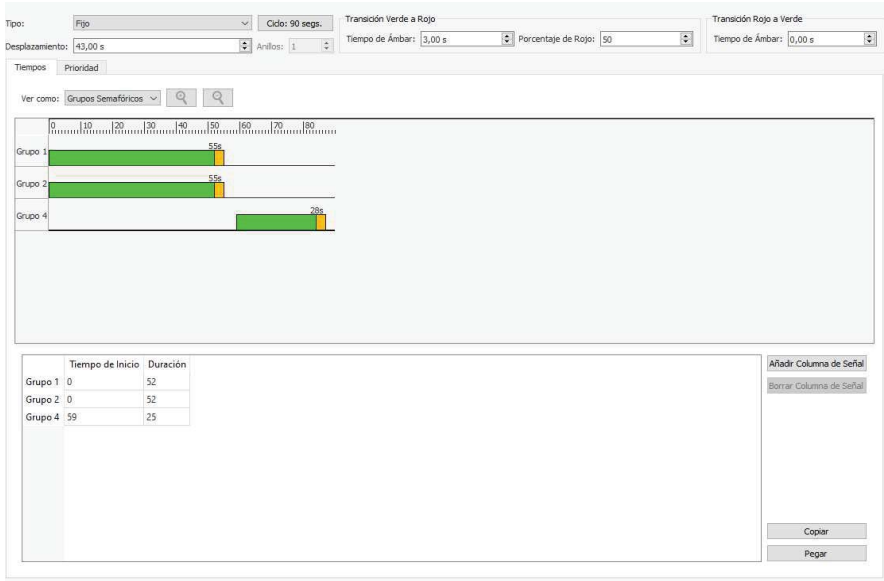 Tipo: Fijo Ciclo: 90 segs. Transición Verde a Rojo Transición Rojo a Verde
Desplazamiento: 43,00 s Anillos: 1 Tiempo de Ámbar: 3,00 s Porcentaje de Rojo: 50 Tiempo de Ámbar: 0,00 s
Tiempos Prioridad
Ver como: Grupos Semafóricos
0 10 20 30 40 50 60 70 80
Grupo 1 55s
Grupo 2 55s
Grupo 4 28s
Tiempo de Inicio Duración
Grupo 1 0 52
Grupo 2 0 52
Grupo 4 59 25
Añadir Columna de Señal
Borrar Columna de Señal
Copiar
Pegar